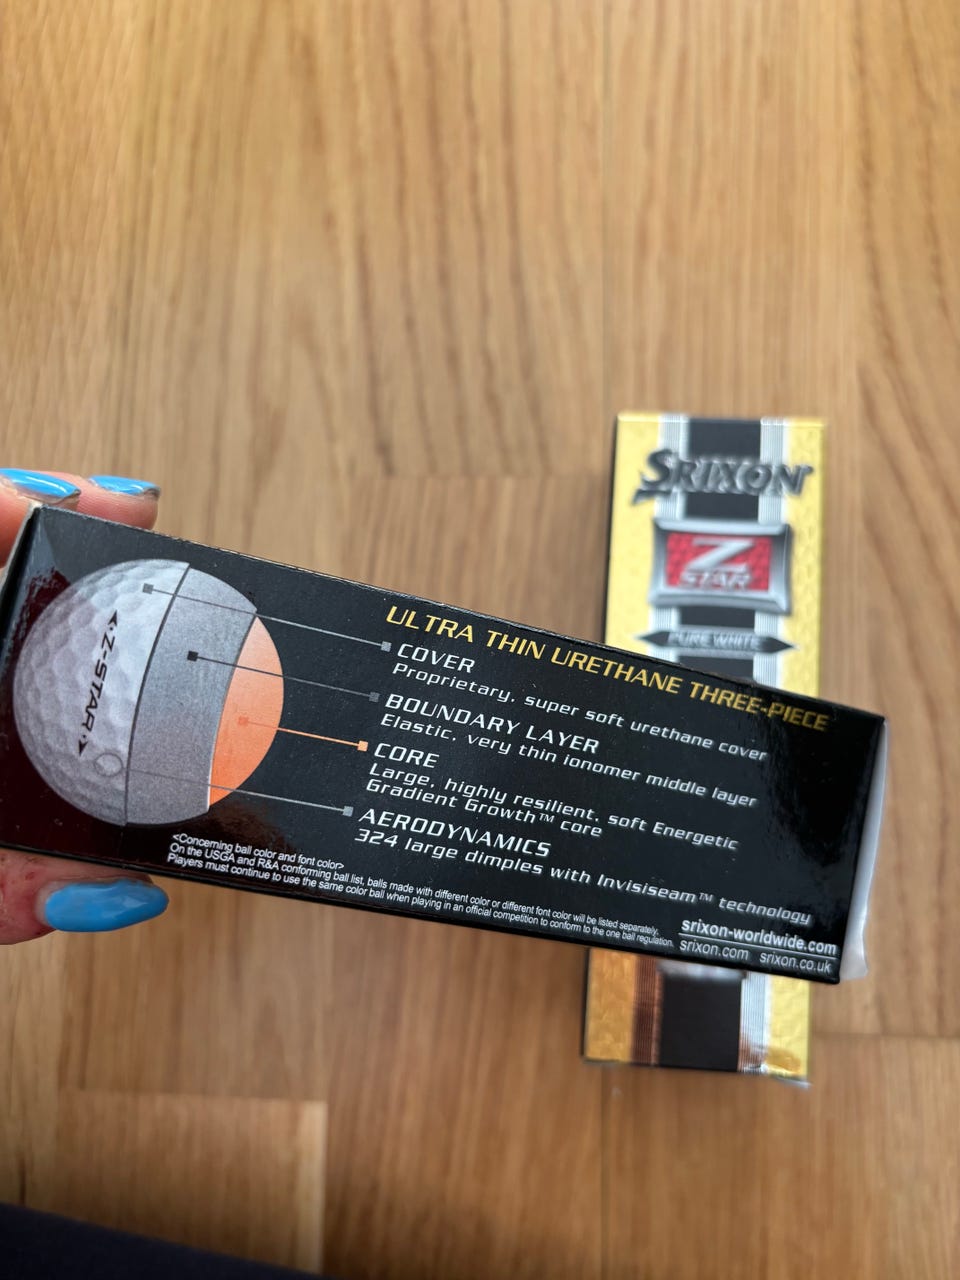 SRIXON
Z
STAR
PURE WHITE
Z-STAR
ULTRA THIN URETHANE THREE-PIECE
COVER
Proprietary, super soft urethane cover
BOUNDARY LAYER
Elastic, very thin ionomer middle layer
CORE
Large, highly resilient, soft Energetic
Gradient Growth™ core
AERODYNAMICS
324 large dimples with Invisiseam™ technology
<Concerning ball color and font color>
On the USGA and R&A conforming ball list, balls made with different color or different font color will be listed separately.
Players must continue to use the same color ball when playing in an official competition to conform to the one ball regulation.
srixon-worldwide.com
srixon.com srixon.co.uk